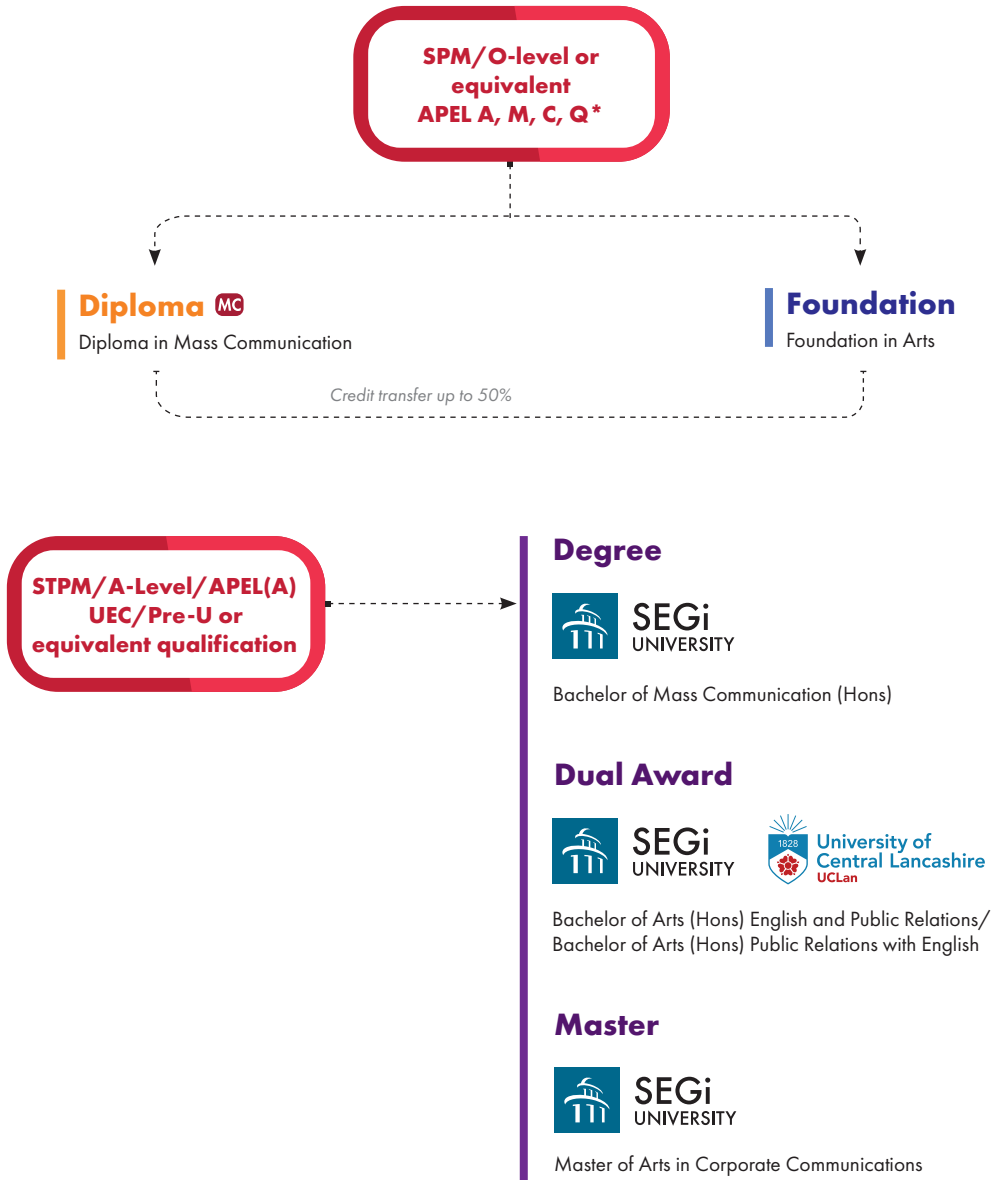 SPM/O-level or
equivalent
APEL A, M, C, Q*
Diploma MC
Diploma in Mass Communication
Foundation
Foundation in Arts
Credit transfer up to 50%
STPM/A-Level/APEL(A)
UEC/Pre-U or
equivalent qualification
Degree
SEGi
UNIVERSITY
Bachelor of Mass Communication (Hons)
Dual Award
SEGi
UNIVERSITY
1828
University of
Central Lancashire
UCLan
Bachelor of Arts (Hons) English and Public Relations/
Bachelor of Arts (Hons) Public Relations with English
Master
SEGi
UNIVERSITY
Master of Arts in Corporate Communications